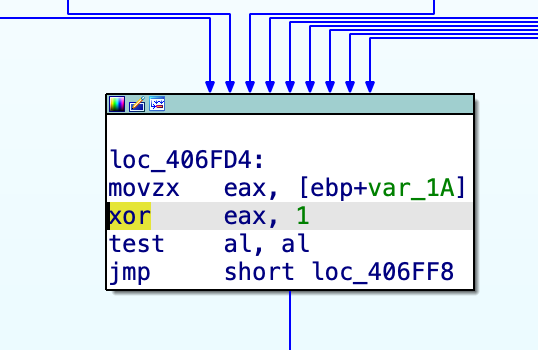 loc_406FD4:
movzx eax, [ebp+var_1A]
xor eax, 1
test al, al
jmp short loc_406FF8